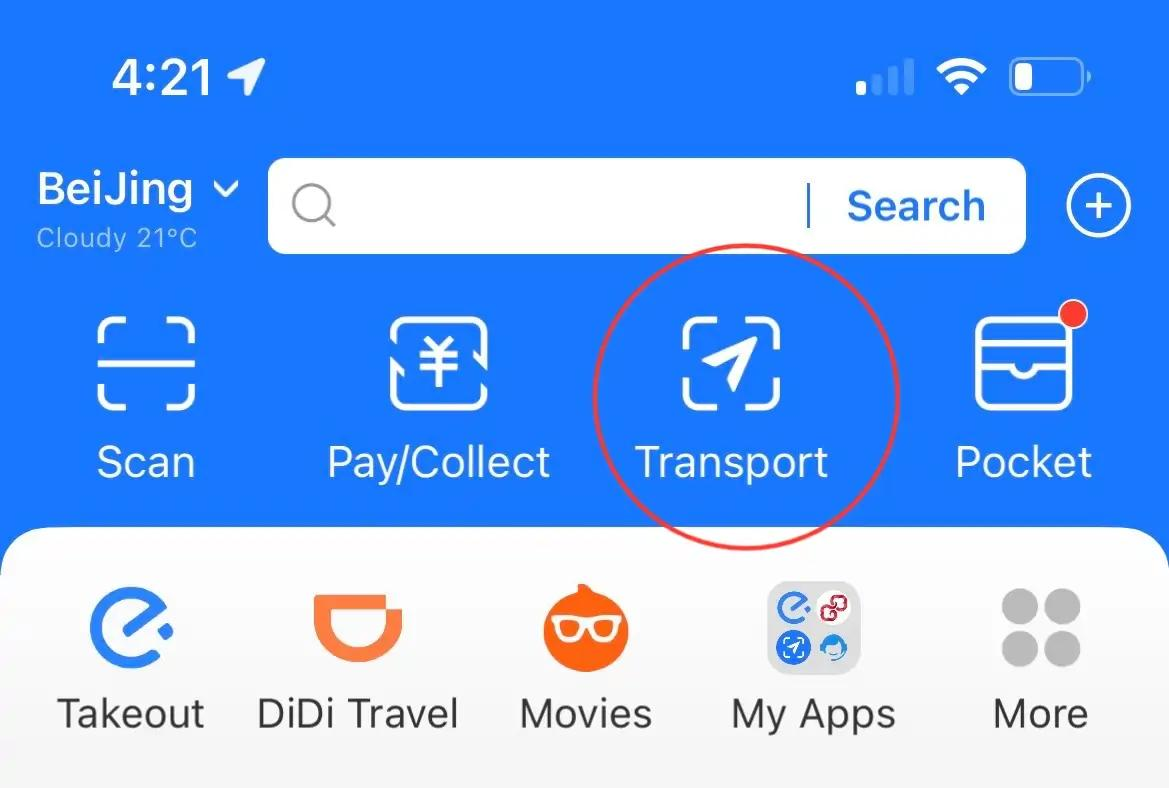 4:21
BeiJing
Cloudy 21°C
Search
Scan
¥
Pay/Collect
Transport
Pocket
Takeout
DiDi Travel
Movies
My Apps
More